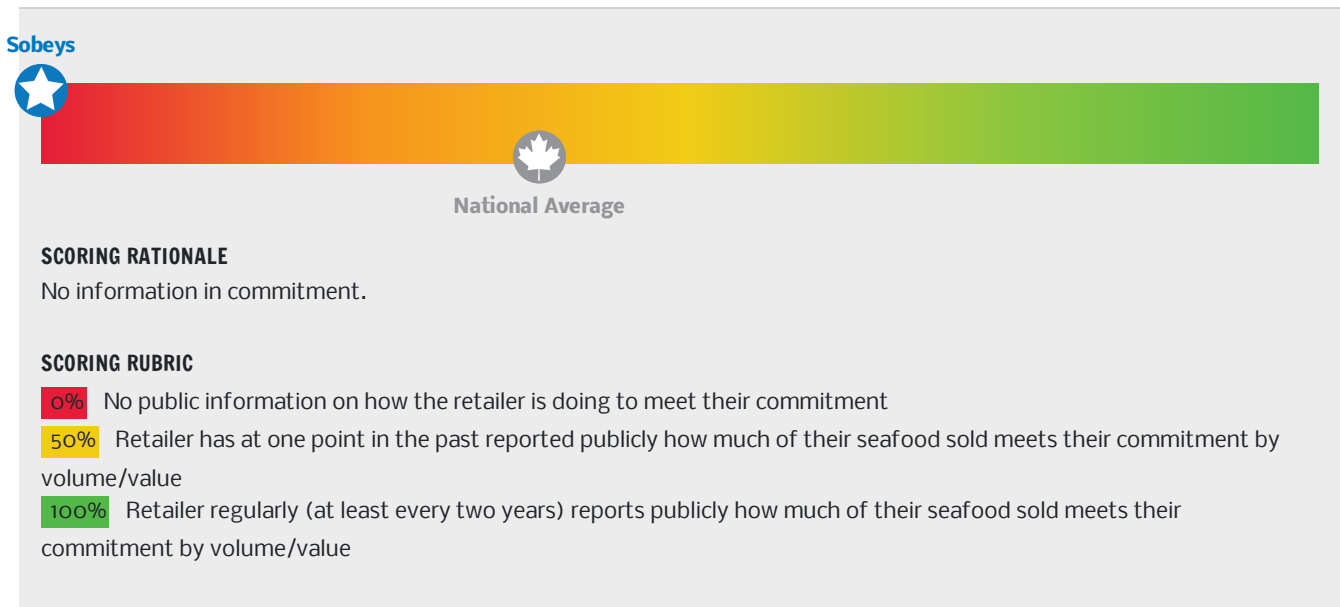 Sobeys
National Average
SCORING RATIONALE
No information in commitment.
SCORING RUBRIC
0% No public information on how the retailer is doing to meet their commitment
50% Retailer has at one point in the past reported publicly how much of their seafood sold meets their commitment by
volume/value
100% Retailer regularly (at least every two years) reports publicly how much of their seafood sold meets their
commitment by volume/value